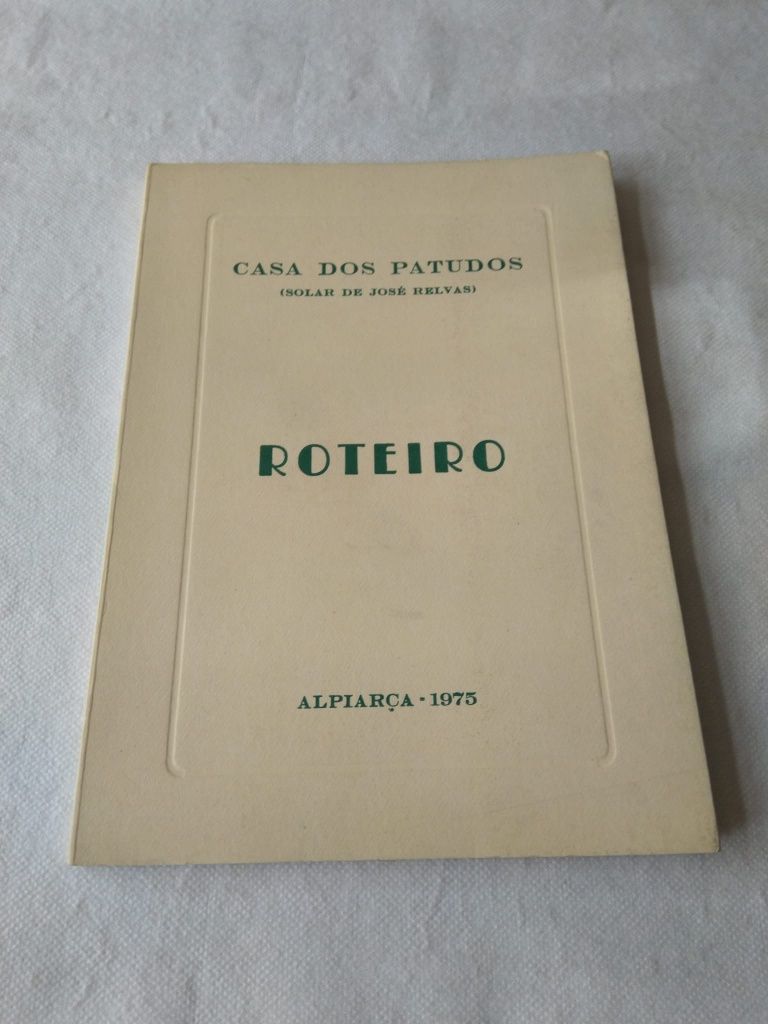 CASA DOS PATUDOS
(SOLAR DE JOSÉ RELVAS)
ROTEIRO
ALPIARÇA - 1975